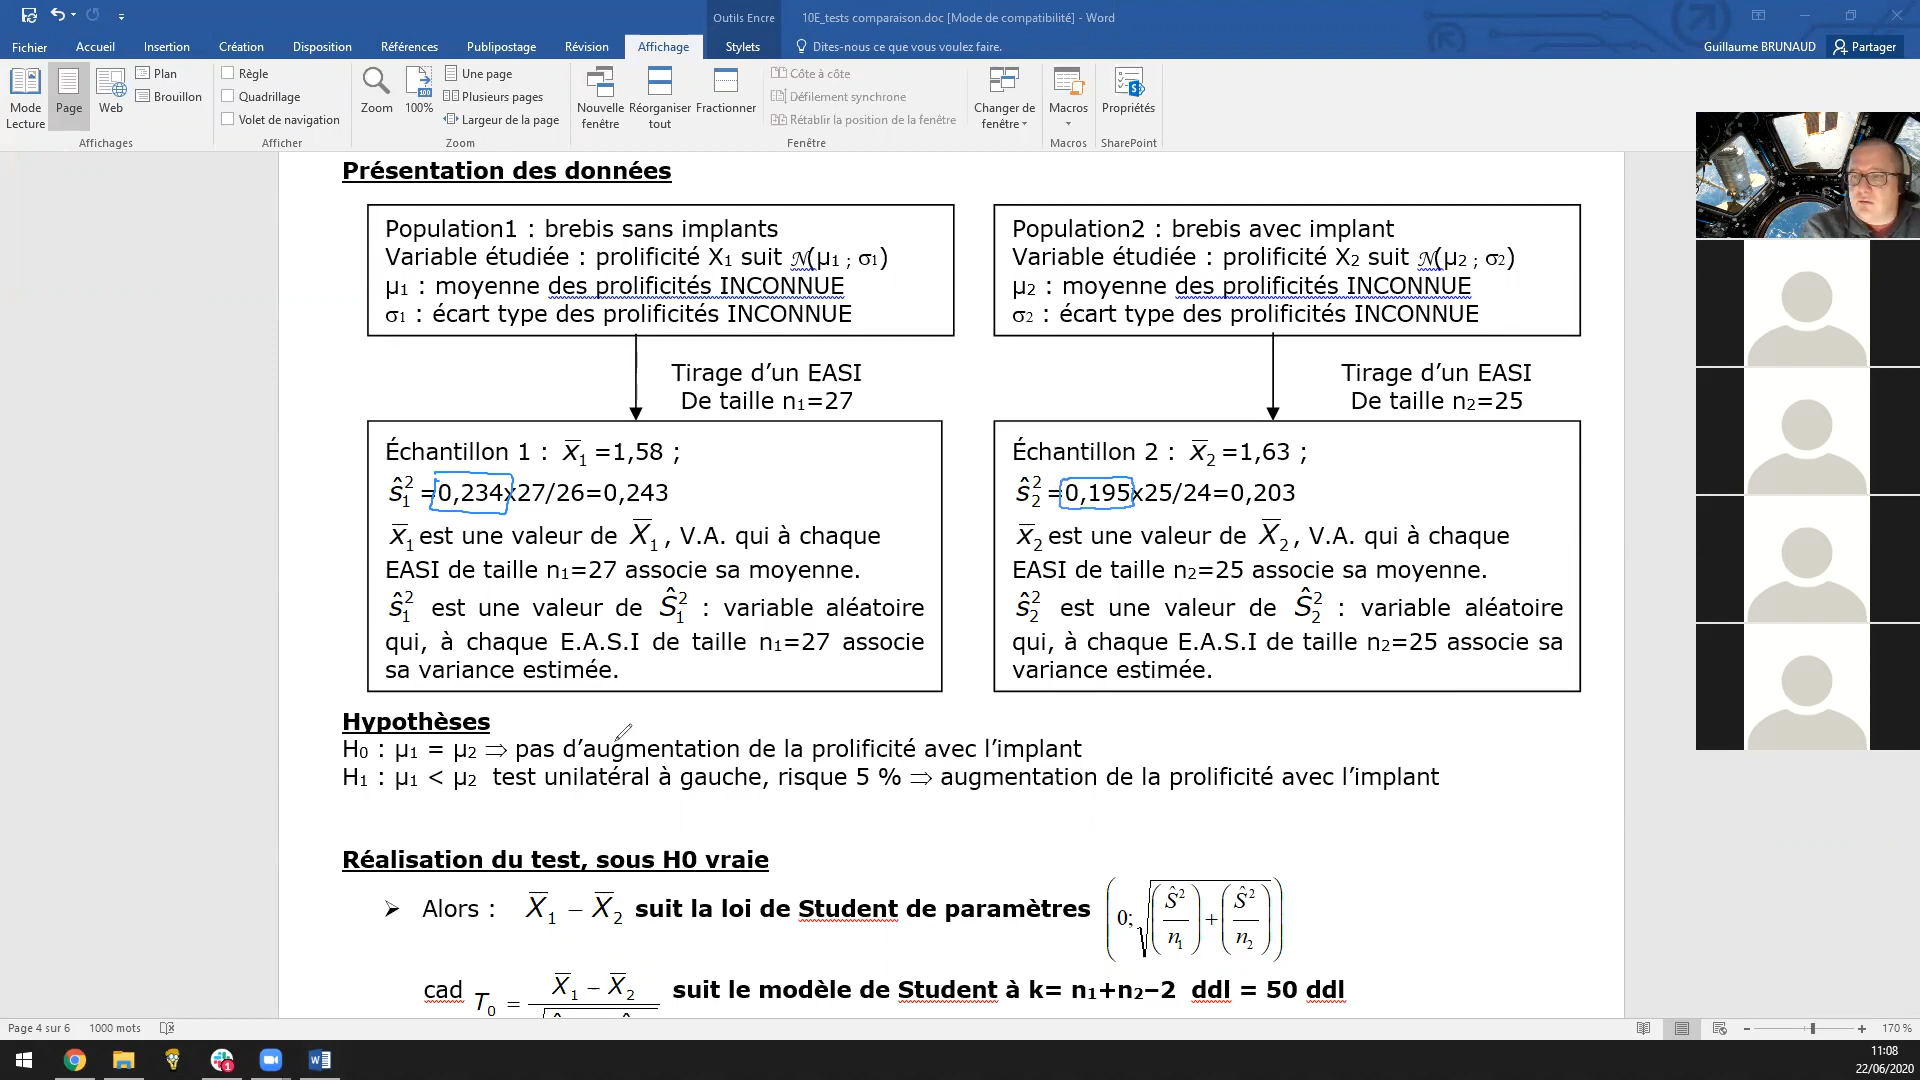 Outils Encre
10E_tests comparaison.doc [Mode de compatibilité] - Word
Fichier Accueil Insertion Création Disposition Références Publipostage Révision Affichage Stylets Dites-nous ce que vous voulez faire. Guillaume BRUNAUD Partager
Mode Lecture
Page
Web
Plan
Brouillon
Affichages
Règle
Quadrillage
Volet de navigation
Afficher
Zoom
100%
Une page
Plusieurs pages
Largeur de la page
Zoom
Nouvelle fenêtre
Réorganiser tout
Fractionner
Côte à côte
Défilement synchrone
Rétablir la position de la fenêtre
Changer de fenêtre
Fenêtre
Macros
Macros
Propriétés
SharePoint
Présentation des données
Population1 : brebis sans implants
Variable étudiée : prolificité X1 suit N(µ1 ; σ1)
µ1 : moyenne des prolificités INCONNUE
σ1 : écart type des prolificités INCONNUE
Population2 : brebis avec implant
Variable étudiée : prolificité X2 suit N(µ2 ; σ2)
µ2 : moyenne des prolificités INCONNUE
σ2 : écart type des prolificités INCONNUE
Tirage d’un EASI
De taille n1=27
Tirage d’un EASI
De taille n2=25
Échantillon 1 : x̅1 =1,58 ;
ŝ1² =0,234x27/26=0,243
x̅1 est une valeur de X̅1, V.A. qui à chaque
EASI de taille n1=27 associe sa moyenne.
ŝ1² est une valeur de Ŝ1² : variable aléatoire
qui, à chaque E.A.S.I de taille n1=27 associe
sa variance estimée.
Échantillon 2 : x̅2 =1,63 ;
ŝ2² =0,195x25/24=0,203
x̅2 est une valeur de X̅2, V.A. qui à chaque
EASI de taille n2=25 associe sa moyenne.
ŝ2² est une valeur de Ŝ2² : variable aléatoire
qui, à chaque E.A.S.I de taille n2=25 associe sa
variance estimée.
Hypothèses
H0 : µ1 = µ2 ⇒ pas d’augmentation de la prolificité avec l’implant
H1 : µ1 < µ2 test unilatéral à gauche, risque 5 % ⇒ augmentation de la prolificité avec l’implant
Réalisation du test, sous H0 vraie
➢ Alors : X̅1 − X̅2 suit la loi de Student de paramètres (0; √((Ŝ²/n1) + (Ŝ²/n2)))
cad T0 = X̅1 − X̅2 suit le modèle de Student à k= n1+n2−2 ddl = 50 ddl
Page 4 sur 6 1000 mots 170 %
11:08
22/06/2020